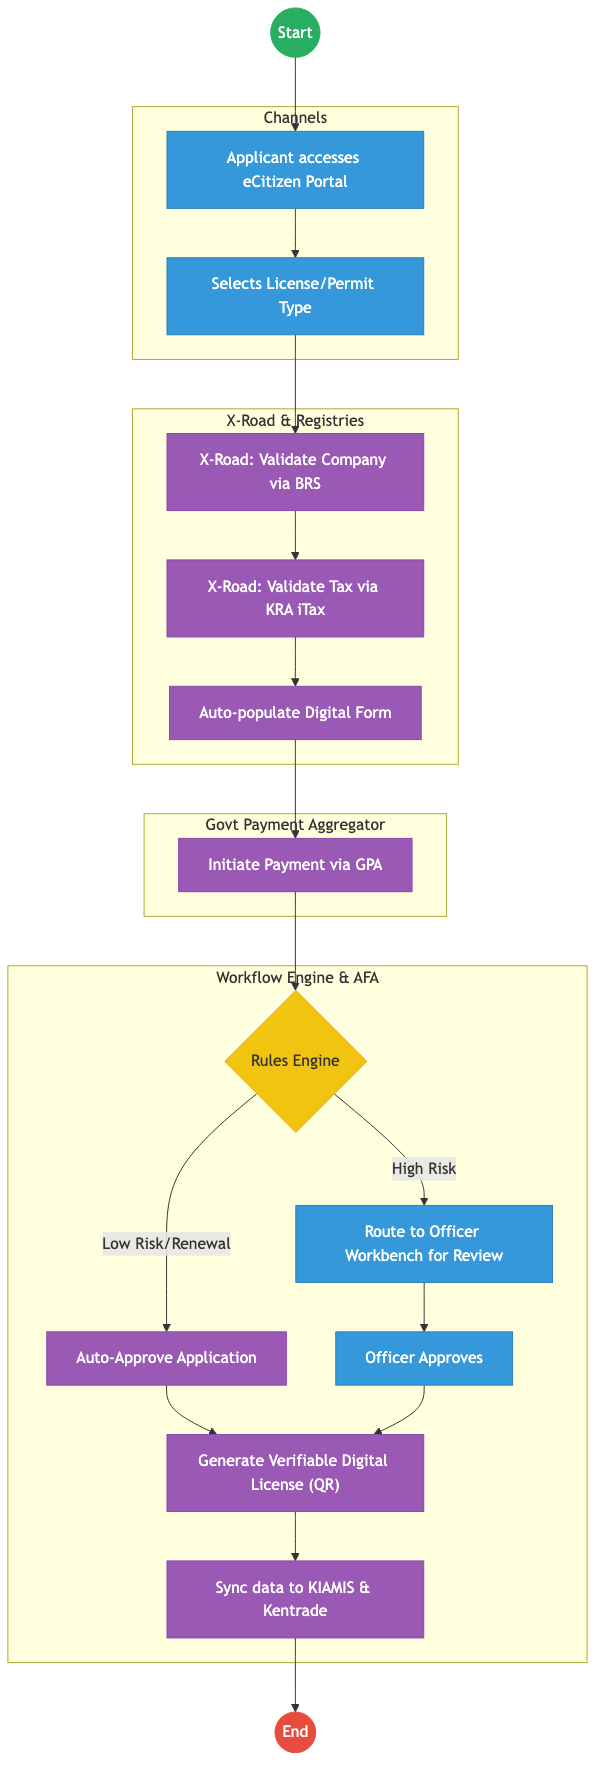 Start
Channels
Applicant accesses
eCitizen Portal
Selects License/Permit
Type
X-Road & Registries
X-Road: Validate Company
via BRS
X-Road: Validate Tax via
KRA iTax
Auto-populate Digital Form
Govt Payment Aggregator
Initiate Payment via GPA
Workflow Engine & AFA
Rules Engine
High Risk
Low Risk/Renewal
Route to Officer
Workbench for Review
Auto-Approve Application
Officer Approves
Generate Verifiable Digital
License (QR)
Sync data to KIAMIS &
Kentrade
End